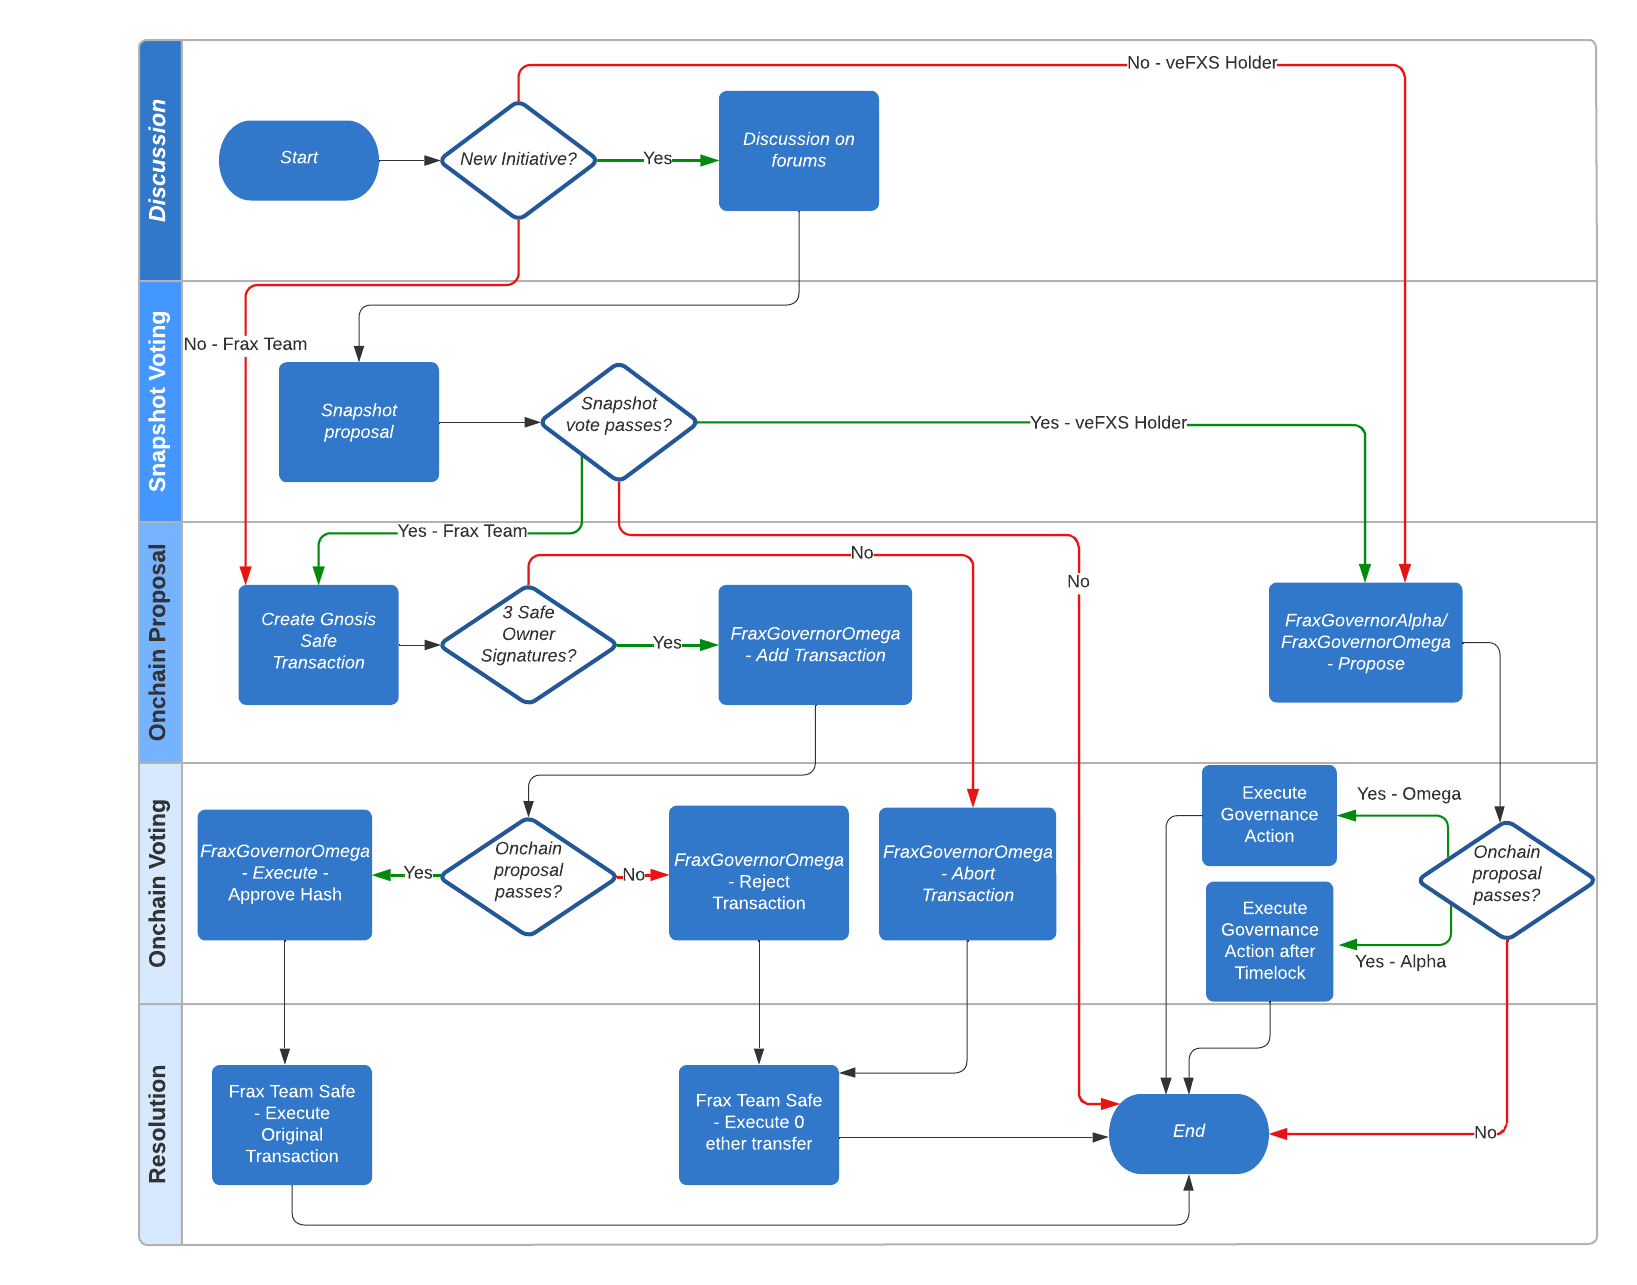 Discussion
No - veFXS Holder
Start
New Initiative?
Yes
Discussion on
forums
Snapshot Voting
No - Frax Team
Snapshot
proposal
Snapshot
vote passes?
Yes - veFXS Holder
Onchain Proposal
Yes - Frax Team
No
No
Create Gnosis
Safe
Transaction
3 Safe
Owner
Signatures?
Yes
FraxGovernorOmega
- Add Transaction
FraxGovernorAlpha/
FraxGovernorOmega
- Propose
Onchain Voting
FraxGovernorOmega
- Execute -
Approve Hash
Yes
Onchain
proposal
passes?
No
FraxGovernorOmega
- Reject
Transaction
FraxGovernorOmega
- Abort
Transaction
Execute
Governance
Action
Yes - Omega
Onchain
proposal
passes?
Execute
Governance
Action after
Timelock
Yes - Alpha
Resolution
Frax Team Safe
- Execute
Original
Transaction
Frax Team Safe
- Execute 0
ether transfer
End
No